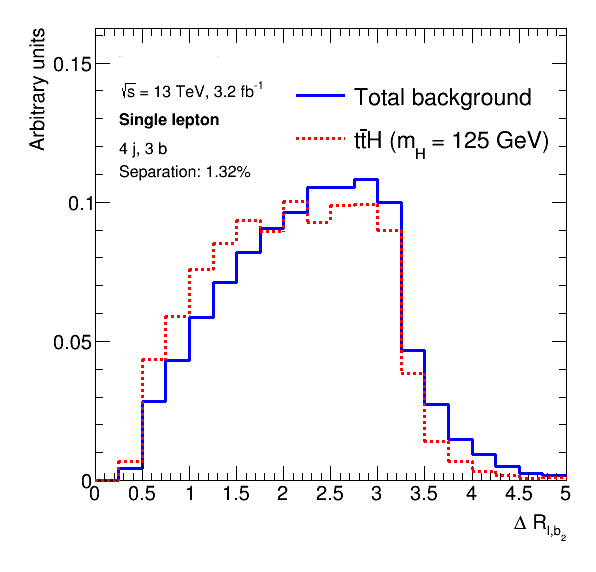 Arbitrary units
0.15
0.1
0.05
0
√s = 13 TeV, 3.2 fb⁻¹
Single lepton
4 j, 3 b
Separation: 1.32%
Total background
tt̄H (m_H = 125 GeV)
0 0.5 1 1.5 2 2.5 3 3.5 4 4.5 5
Δ R_l,b₂